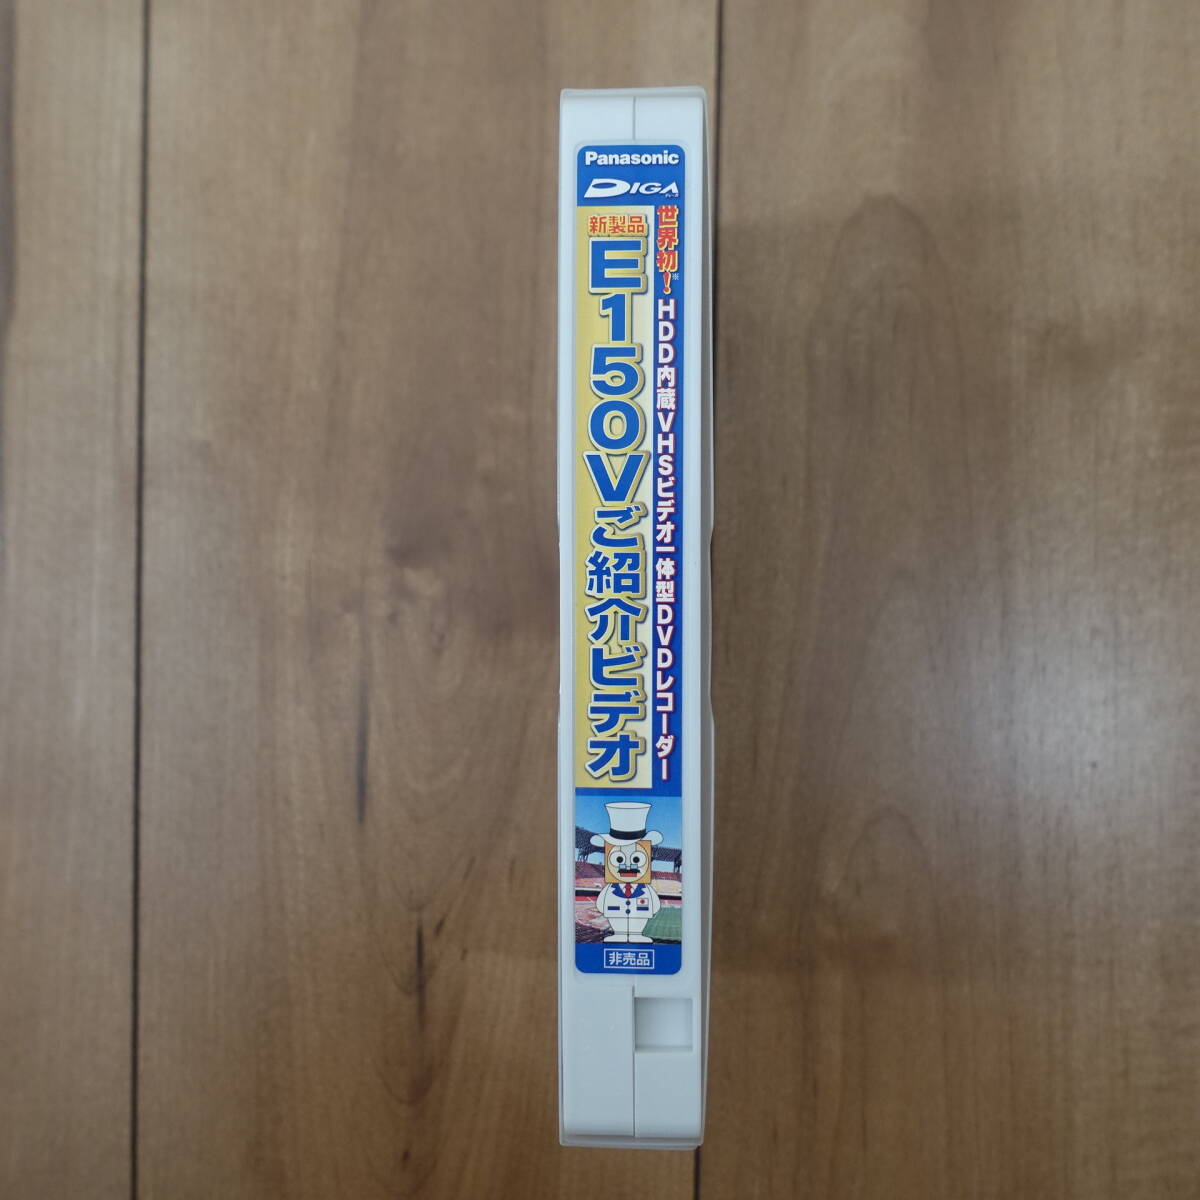 Panasonic
DIGA
世界初！※HDD内蔵VHSビデオ一体型DVDレコーダー
新製品
E150Vご紹介ビデオ
非売品